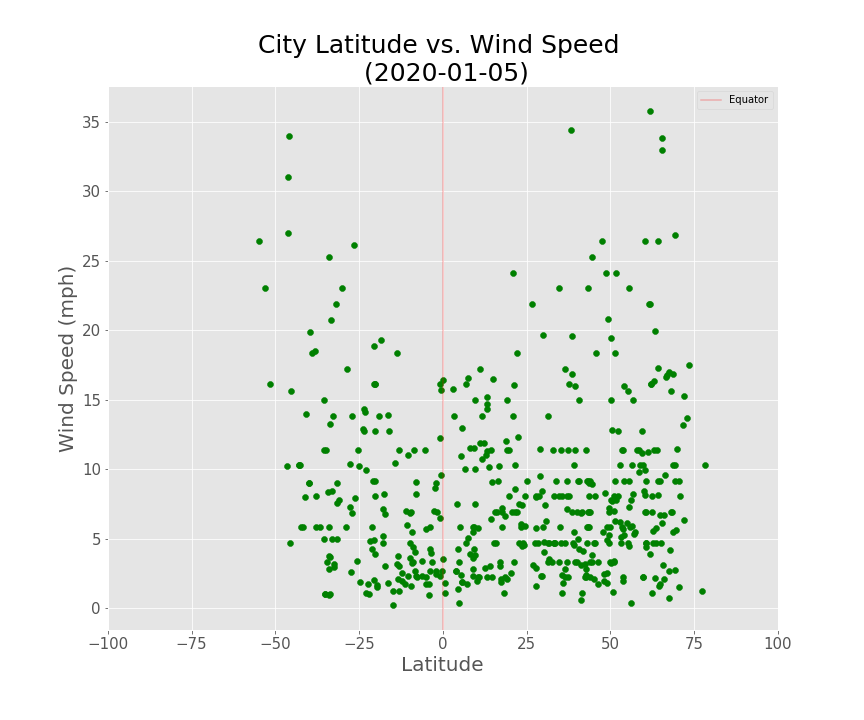 City Latitude vs. Wind Speed
(2020-01-05)
Equator
35
30
25
20
15
10
5
0
Wind Speed (mph)
−100 −75 −50 −25 0 25 50 75 100
Latitude